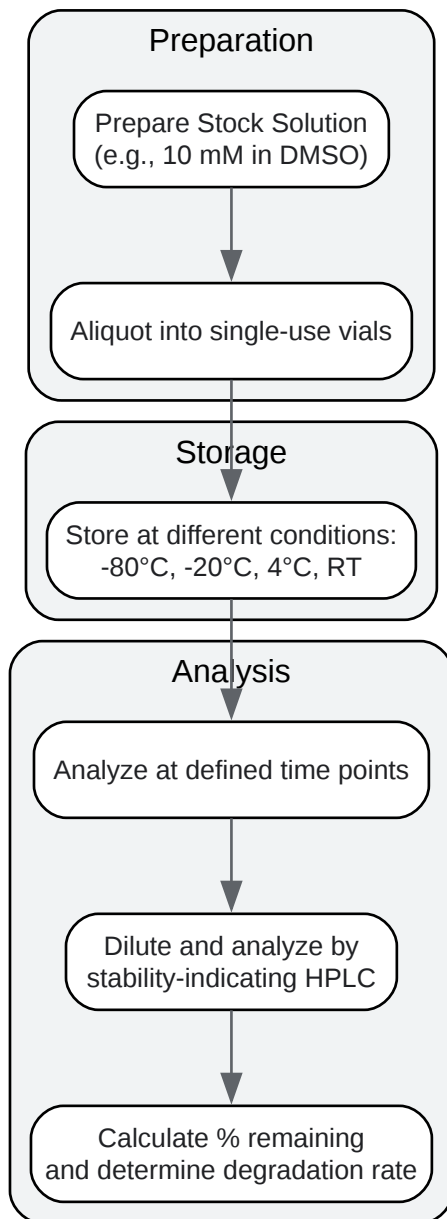 Preparation
Prepare Stock Solution
(e.g., 10 mM in DMSO)
Aliquot into single-use vials
Storage
Store at different conditions:
-80°C, -20°C, 4°C, RT
Analysis
Analyze at defined time points
Dilute and analyze by
stability-indicating HPLC
Calculate % remaining
and determine degradation rate